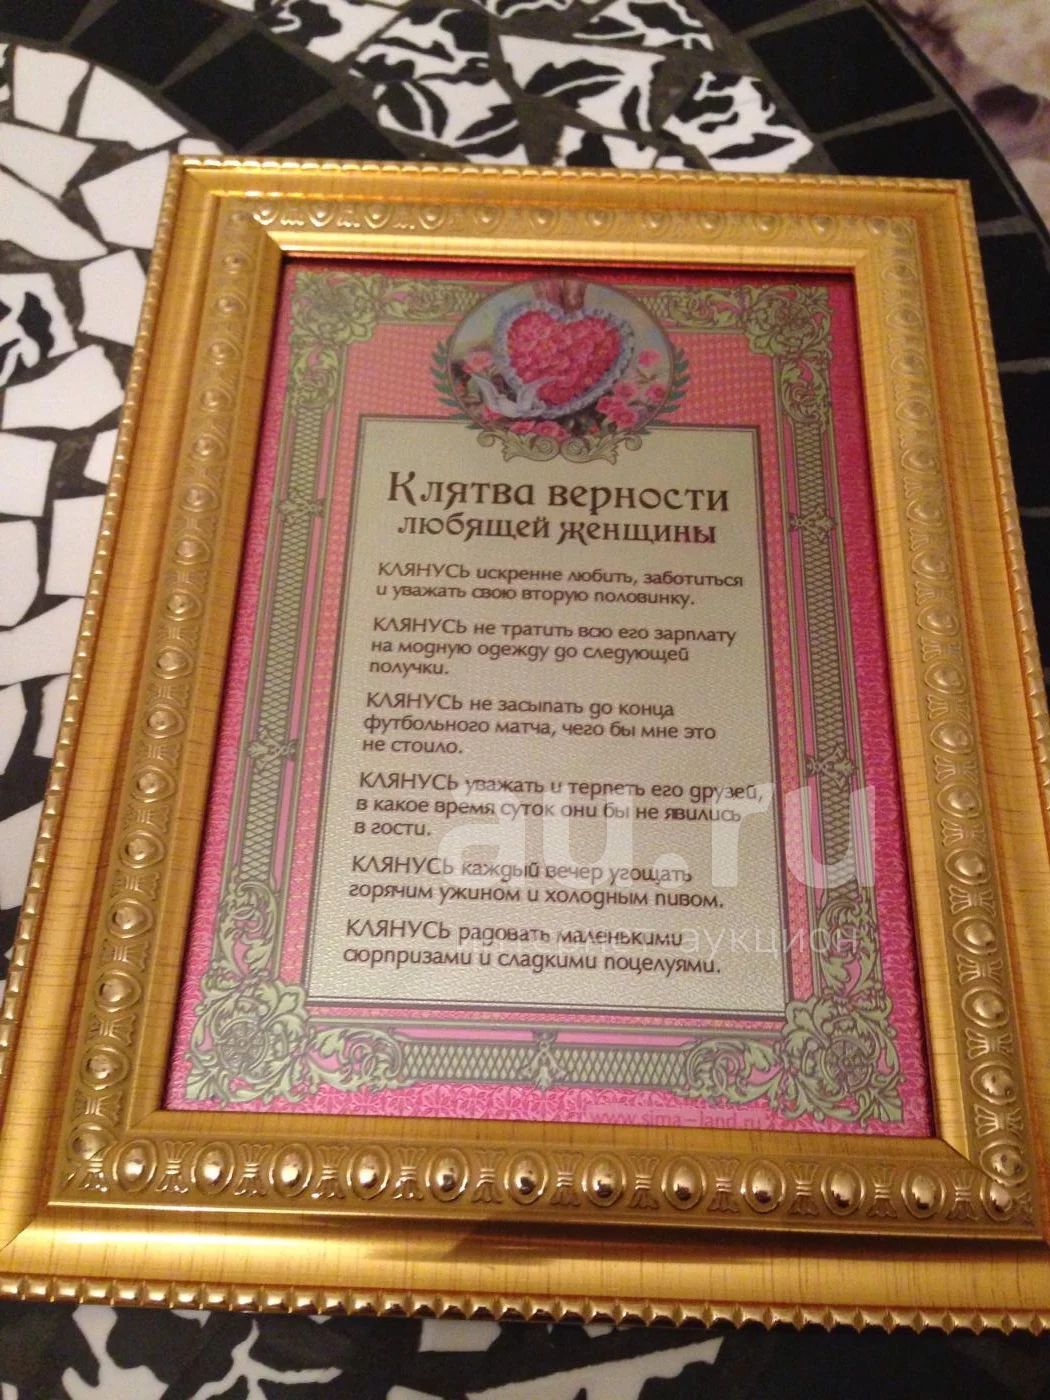 Клятва верности
любящей женщины
КЛЯНУСЬ искренне любить, заботиться
и уважать свою вторую половинку.
КЛЯНУСЬ не тратить всю его зарплату
на модную одежду до следующей
получки.
КЛЯНУСЬ не засыпать до конца
футбольного матча, чего бы мне это
не стоило.
КЛЯНУСЬ уважать и терпеть его друзей,
в какое время суток они бы не явились
в гости.
КЛЯНУСЬ каждый вечер угощать
горячим ужином и холодным пивом.
КЛЯНУСЬ радовать маленькими
сюрпризами и сладкими поцелуями.
au.ru
аукцион
www.sima-land.ru